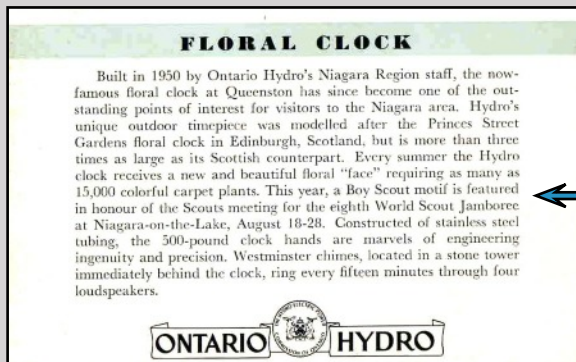 FLORAL CLOCK
Built in 1950 by Ontario Hydro's Niagara Region staff, the now-
famous floral clock at Queenston has since become one of the out-
standing points of interest for visitors to the Niagara area. Hydro's
unique outdoor timepiece was modelled after the Princes Street
Gardens floral clock in Edinburgh, Scotland, but is more than three
times as large as its Scottish counterpart. Every summer the Hydro
clock receives a new and beautiful floral "face" requiring as many as
15,000 colorful carpet plants. This year, a Boy Scout motif is featured
in honour of the Scouts meeting for the eighth World Scout Jamboree
at Niagara-on-the-Lake, August 18-28. Constructed of stainless steel
tubing, the 500-pound clock hands are marvels of engineering
ingenuity and precision. Westminster chimes, located in a stone tower
immediately behind the clock, ring every fifteen minutes through four
loudspeakers.
ONTARIO HYDRO